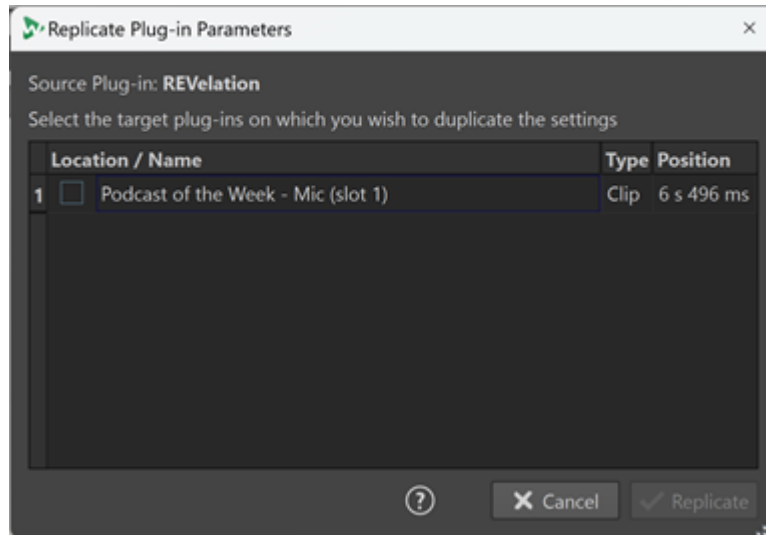 Replicate Plug-in Parameters
Source Plug-in: REVelation
Select the target plug-ins on which you wish to duplicate the settings
Location / Name Type Position
1 Podcast of the Week - Mic (slot 1) Clip 6 s 496 ms
? Cancel Replicate